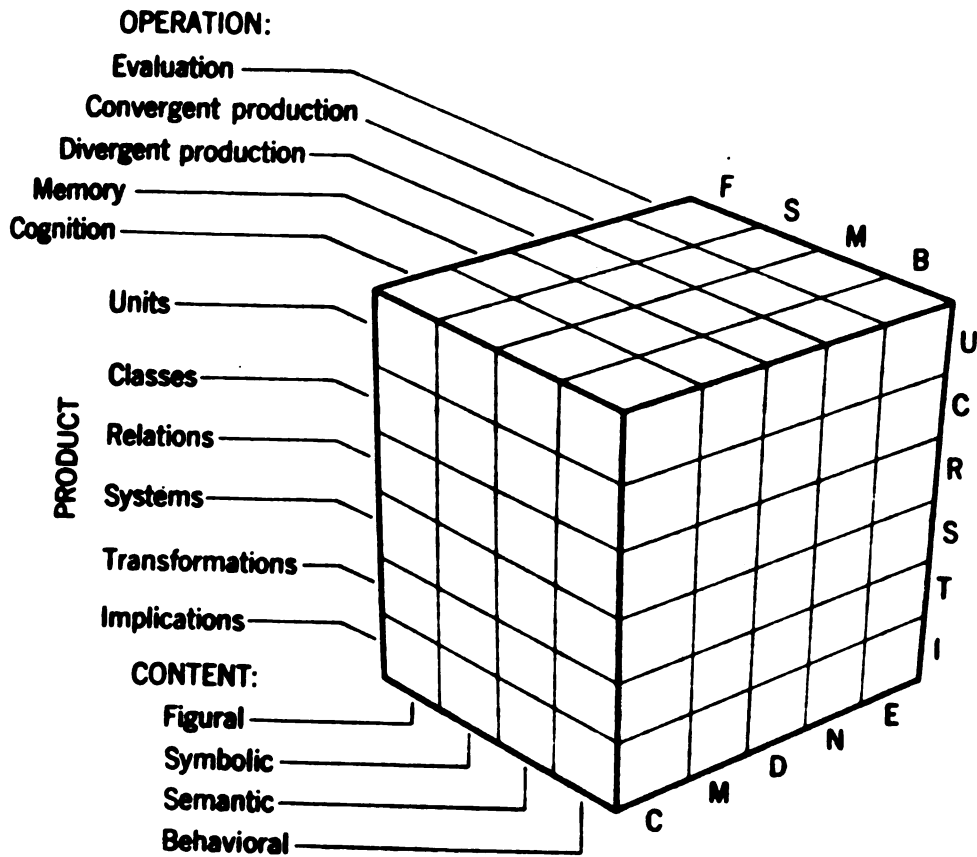 OPERATION:
Evaluation
Convergent production
Divergent production
Memory
Cognition
F
S
M
B
PRODUCT
Units
Classes
Relations
Systems
Transformations
Implications
U
C
R
S
T
I
CONTENT:
Figural
Symbolic
Semantic
Behavioral
C
M
D
N
E